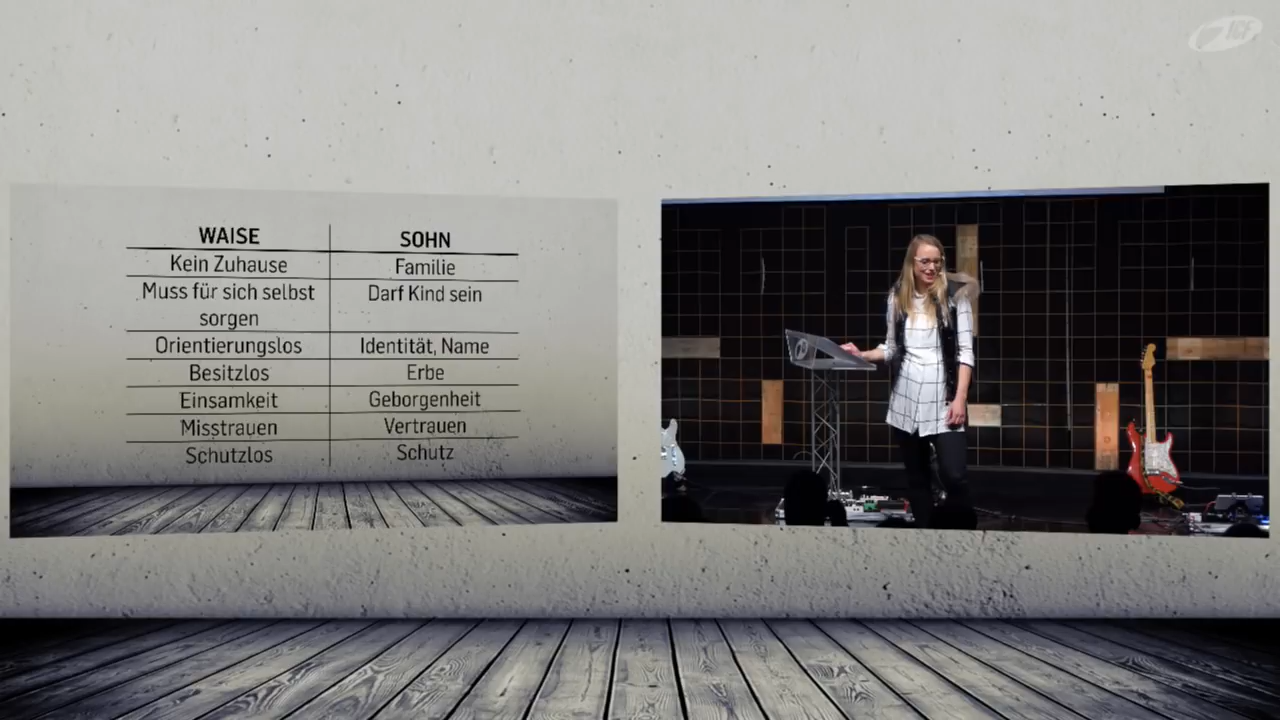 WAISE SOHN
Kein Zuhause Familie
Muss für sich selbst Darf Kind sein
sorgen
Orientierungslos Identität, Name
Besitzlos Erbe
Einsamkeit Geborgenheit
Misstrauen Vertrauen
Schutzlos Schutz
icf